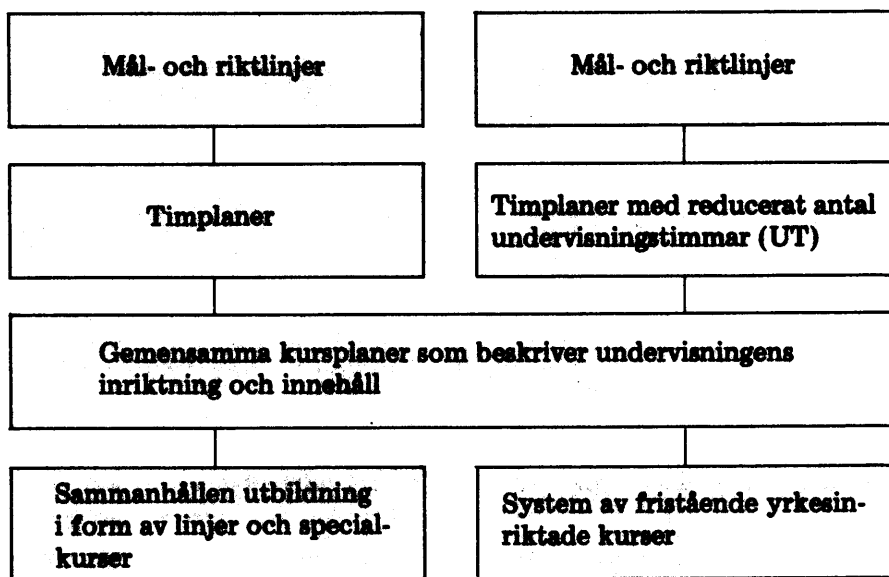 Mål- och riktlinjer
Mål- och riktlinjer
Timplaner
Timplaner med reducerat antal
undervisningstimmar (UT)
Gemensamma kursplaner som beskriver undervisningens
inriktning och innehåll
Sammanhållen utbildning
i form av linjer och special-
kurser
System av fristående yrkesin-
riktade kurser